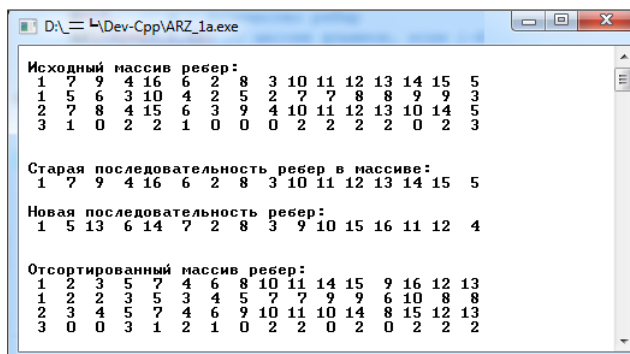 D:\_二 ┗\Dev-Cpp\ARZ_1a.exe
Исходный массив ребер:
1 7 9 4 16 6 2 8 3 10 11 12 13 14 15 5
1 5 6 3 10 4 2 5 2 7 7 8 8 9 9 3
2 7 8 4 15 6 3 9 4 10 11 12 13 10 14 5
3 1 0 2 2 1 0 0 0 2 2 2 2 0 2 3
Старая последовательность ребер в массиве:
1 7 9 4 16 6 2 8 3 10 11 12 13 14 15 5
Новая последовательность ребер:
1 5 13 6 14 7 2 8 3 9 10 15 16 11 12 4
Отсортированный массив ребер:
1 2 3 5 7 4 6 8 10 11 14 15 9 16 12 13
1 2 2 3 5 3 4 5 7 7 9 9 6 10 8 8
2 3 4 5 7 4 6 9 10 11 10 14 8 15 12 13
3 0 0 3 1 2 1 0 2 2 0 2 0 2 2 2